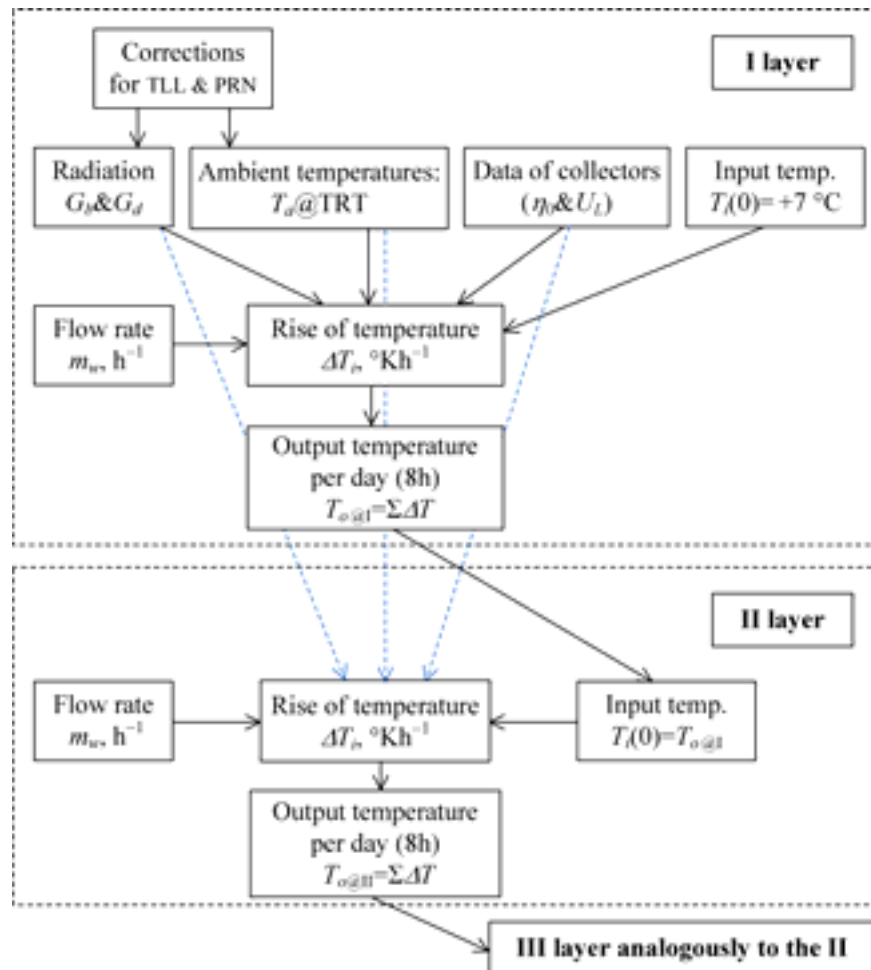 Corrections
for TLL & PRN
I layer
Radiation
G_b&G_d
Ambient temperatures:
T_a@TRT
Data of collectors
(η_0&U_L)
Input temp.
T_i(0)= +7 °C
Flow rate
m_w, h⁻¹
Rise of temperature
ΔT_i, °Kh⁻¹
Output temperature
per day (8h)
T_o@I=ΣΔT
II layer
Flow rate
m_w, h⁻¹
Rise of temperature
ΔT_i, °Kh⁻¹
Input temp.
T_i(0)=T_o@I
Output temperature
per day (8h)
T_o@II=ΣΔT
III layer analogously to the II